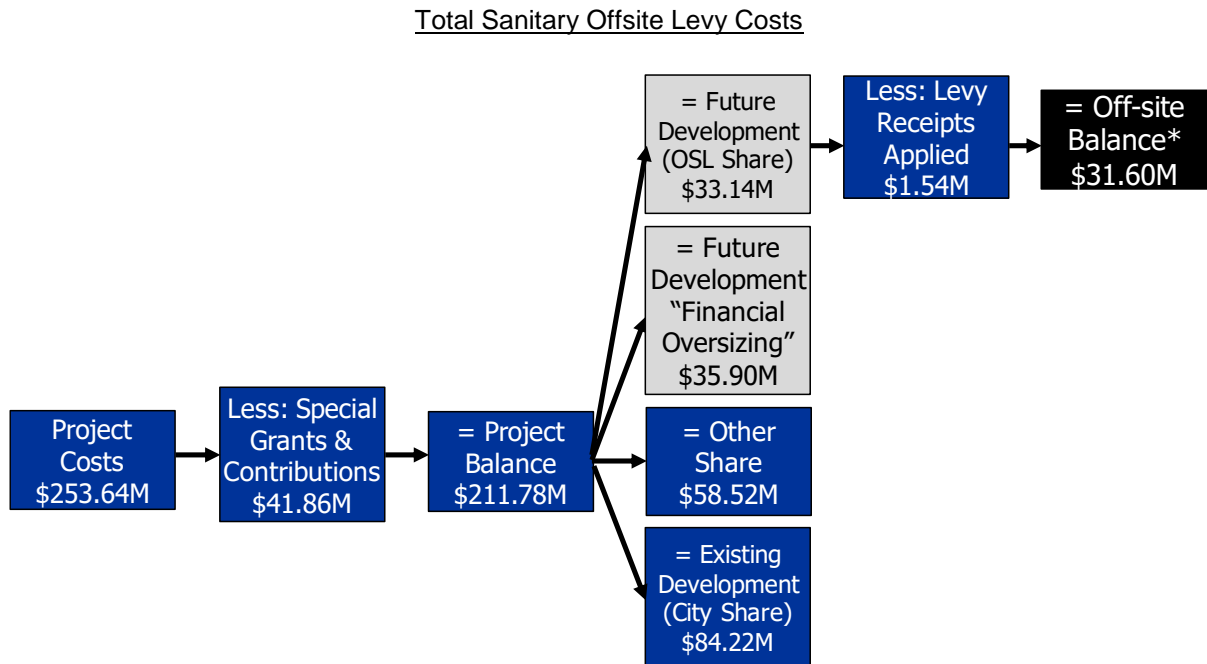 Total Sanitary Offsite Levy Costs
Project
Costs
$253.64M
Less: Special
Grants &
Contributions
$41.86M
= Project
Balance
$211.78M
= Future
Development
(OSL Share)
$33.14M
Less: Levy
Receipts
Applied
$1.54M
= Off-site
Balance*
$31.60M
= Future
Development
“Financial
Oversizing”
$35.90M
= Other
Share
$58.52M
= Existing
Development
(City Share)
$84.22M